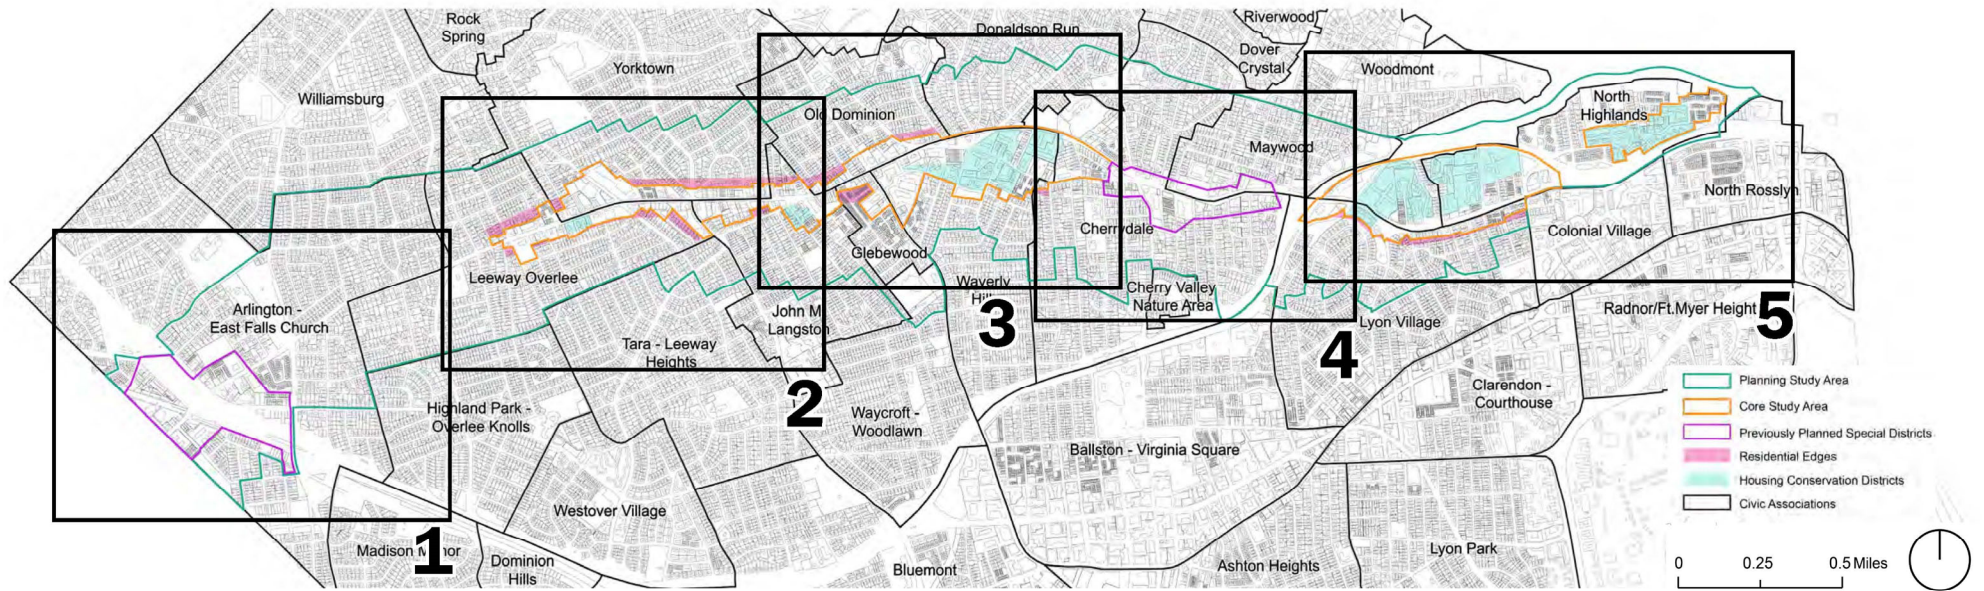 Rock
Spring
Donaldson Run
Riverwood
Dover
Crystal
Yorktown
Woodmont
Williamsburg
North
Highlands
Old Dominion
Maywood
North Rosslyn
Cherrydale
Colonial Village
Glebewood
Leeway Overlee
Waverly
Hill
Cherry Valley
Nature Area
Arlington -
East Falls Church
John M
Langston
Lyon Village
Radnor/Ft.Myer Height
3
5
Tara - Leeway
Heights
4
2
Clarendon -
Courthouse
Highland Park -
Overlee Knolls
Waycroft -
Woodlawn
Ballston - Virginia Square
Planning Study Area
Core Study Area
Previously Planned Special Districts
Residential Edges
Housing Conservation Districts
Civic Associations
Westover Village
Madison M nor
1
Dominion
Hills
Bluemont
Ashton Heights
Lyon Park
0 0.25 0.5 Miles